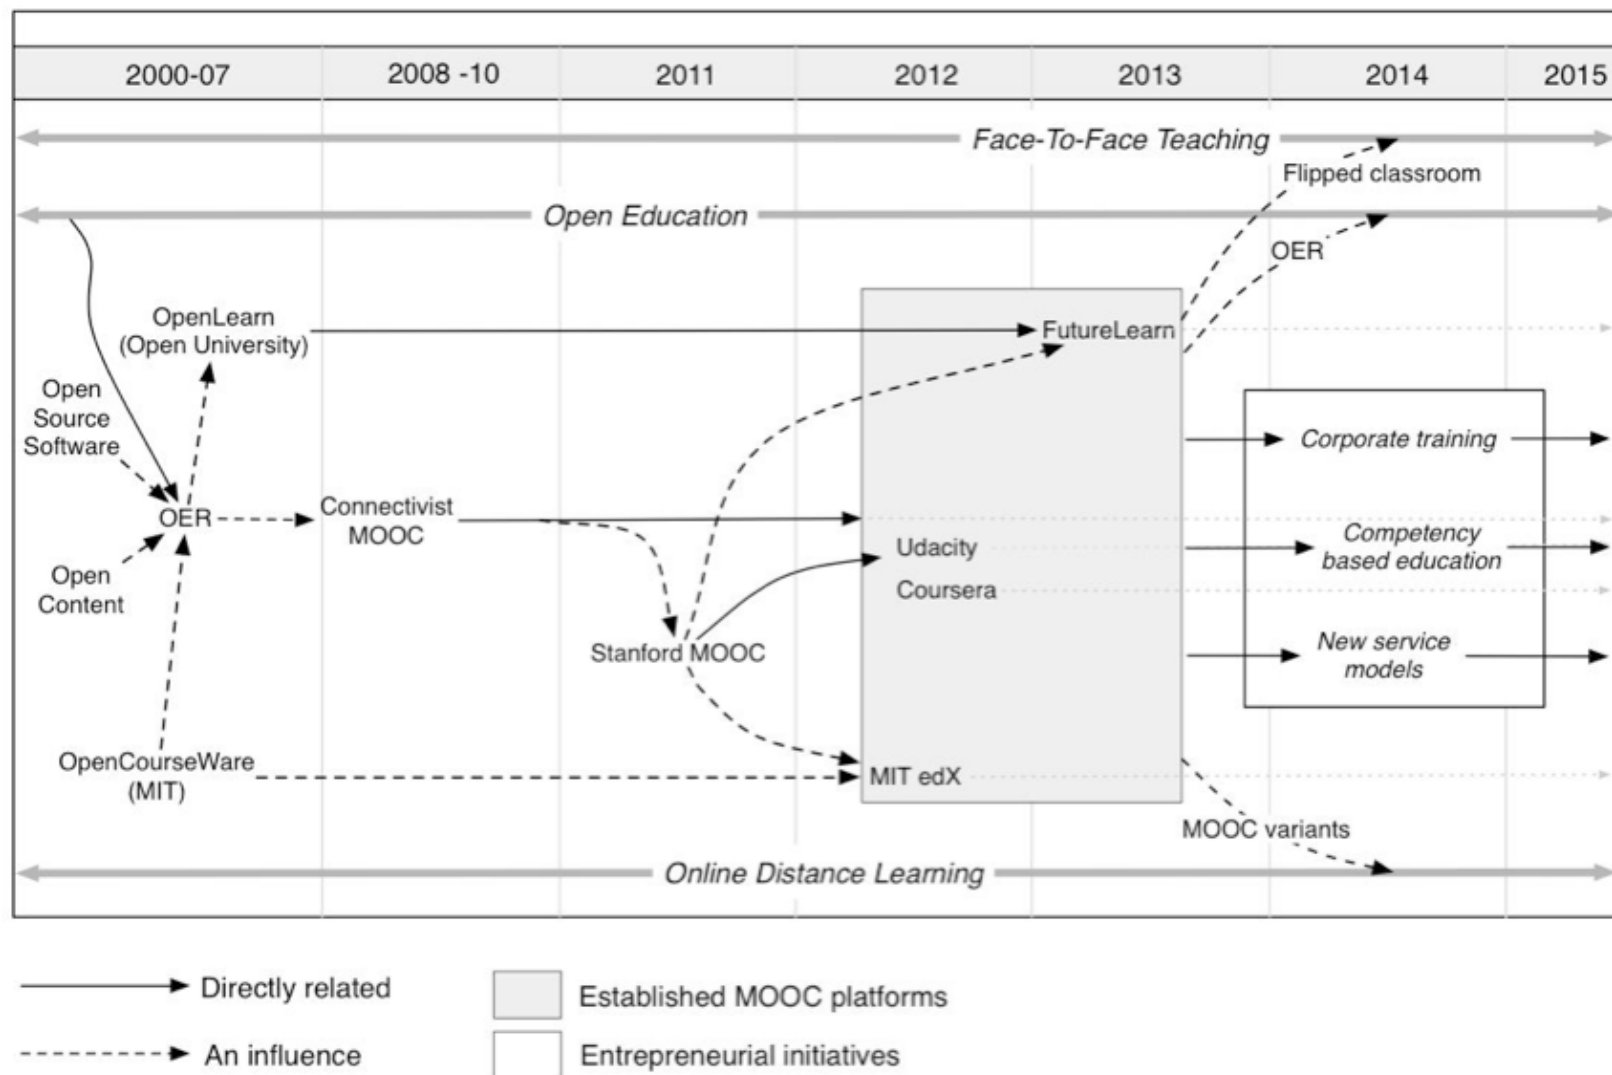 2000-07
2008 -10
2011
2012
2013
2014
2015
Face-To-Face Teaching
Flipped classroom
Open Education
OER
OpenLearn
(Open University)
FutureLearn
Open
Source
Software
Corporate training
OER
Connectivist
MOOC
Udacity
Competency
based education
Open
Content
Coursera
Stanford MOOC
New service
models
OpenCourseWare
(MIT)
MIT edX
MOOC variants
Online Distance Learning
Directly related
Established MOOC platforms
An influence
Entrepreneurial initiatives